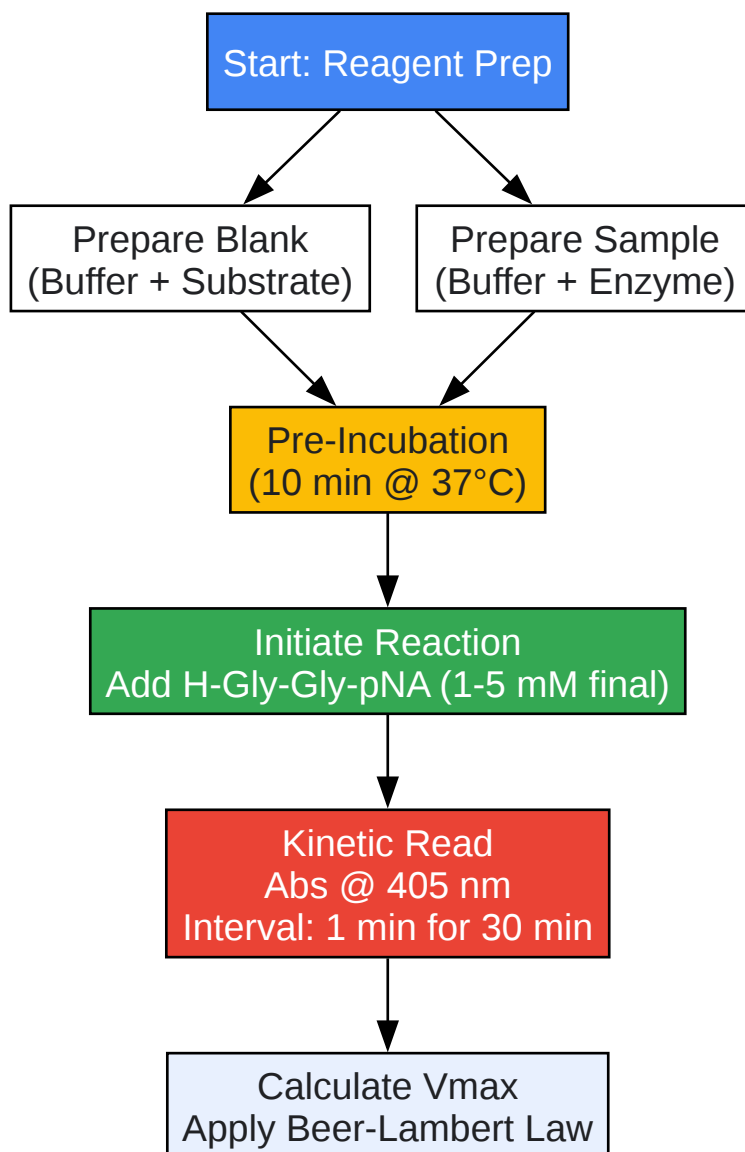 Start: Reagent Prep
Prepare Blank
(Buffer + Substrate)
Prepare Sample
(Buffer + Enzyme)
Pre-Incubation
(10 min @ 37°C)
Initiate Reaction
Add H-Gly-Gly-pNA (1-5 mM final)
Kinetic Read
Abs @ 405 nm
Interval: 1 min for 30 min
Calculate Vmax
Apply Beer-Lambert Law